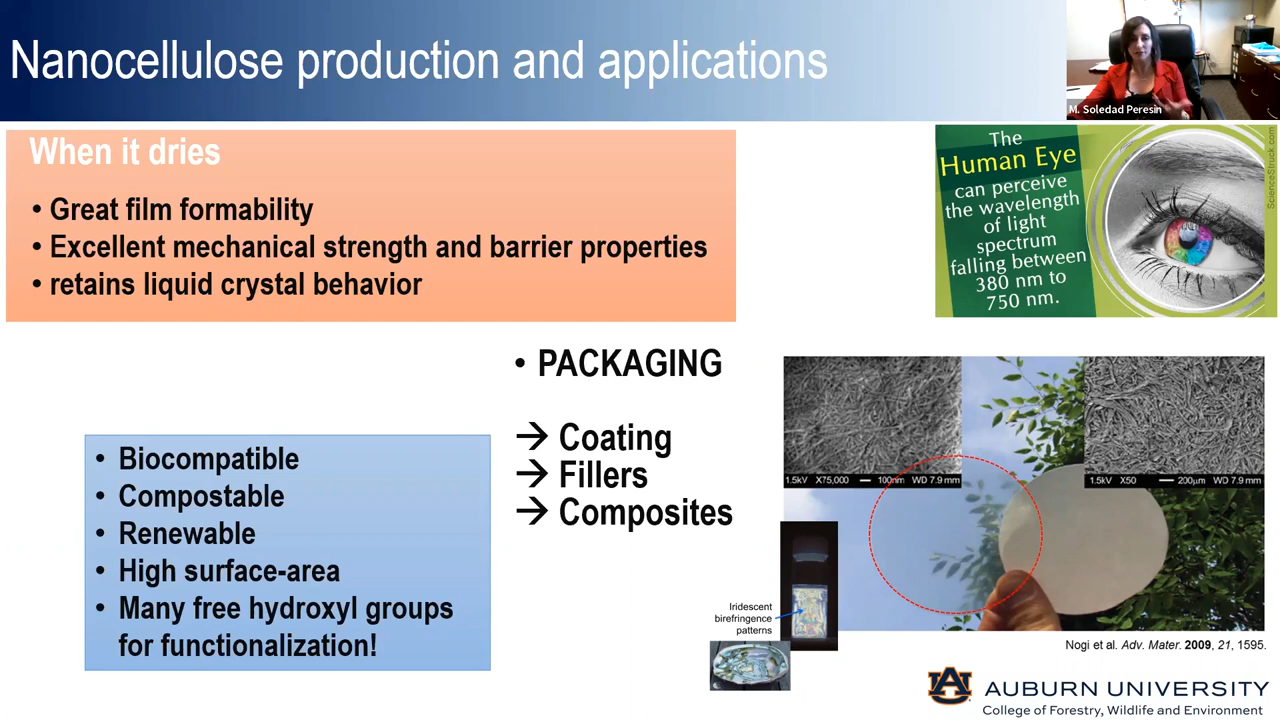 Nanocellulose production and applications
M. Soledad Peresin
When it dries
• Great film formability
• Excellent mechanical strength and barrier properties
• retains liquid crystal behavior
The
Human Eye
can perceive
the wavelength
of light
spectrum
falling between
380 nm to
750 nm.
ScienceStruck.com
• PACKAGING
→ Coating
→ Fillers
→ Composites
• Biocompatible
• Compostable
• Renewable
• High surface-area
• Many free hydroxyl groups
for functionalization!
1.5kV X75,000 100nm WD 7.9mm
1.5kV X50 200μm WD 7.9mm
Iridescent
birefringence
patterns
Nogi et al. Adv. Mater. 2009, 21, 1595.
AUBURN UNIVERSITY
College of Forestry, Wildlife and Environment